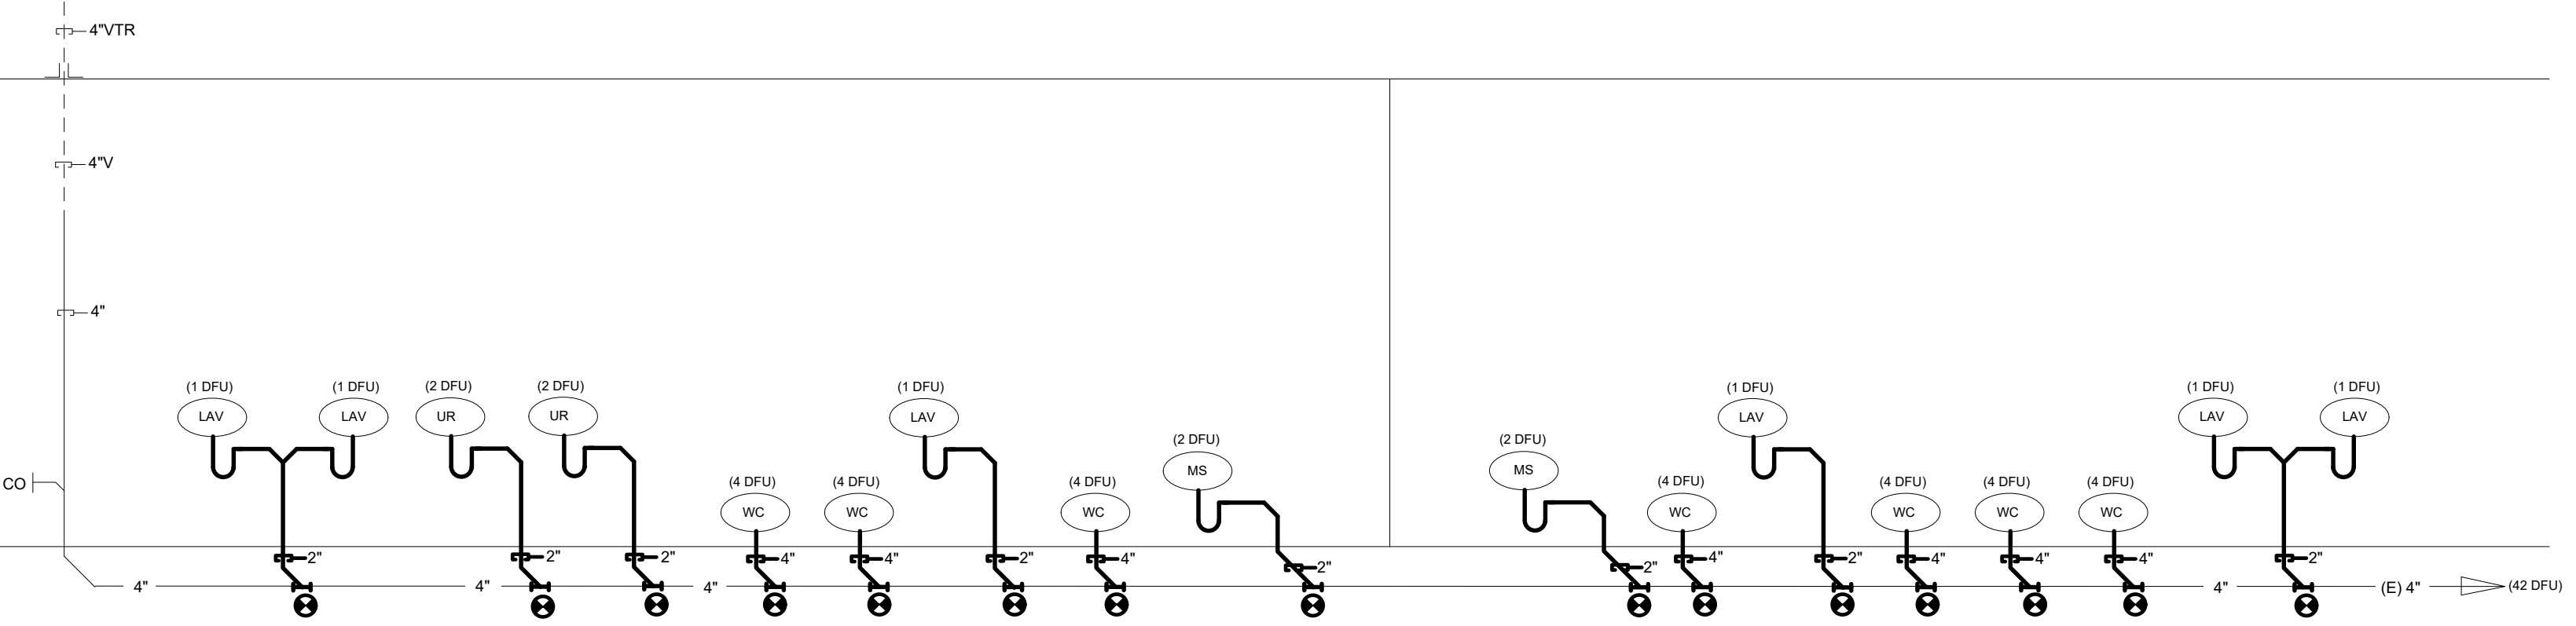 4"VTR
4"V
4"
(1 DFU) (1 DFU) (2 DFU) (2 DFU) (1 DFU) (1 DFU) (1 DFU) (1 DFU)
LAV LAV UR UR LAV LAV LAV LAV
(2 DFU) (2 DFU)
MS MS
CO (4 DFU) (4 DFU) (4 DFU) (4 DFU) (4 DFU) (4 DFU) (4 DFU)
WC WC WC WC WC WC WC
2" 2" 2" 4" 4" 2" 4" 2" 2" 4" 2" 4" 4" 4" 2"
4" 4" 4" 4" (E) 4" (42 DFU)